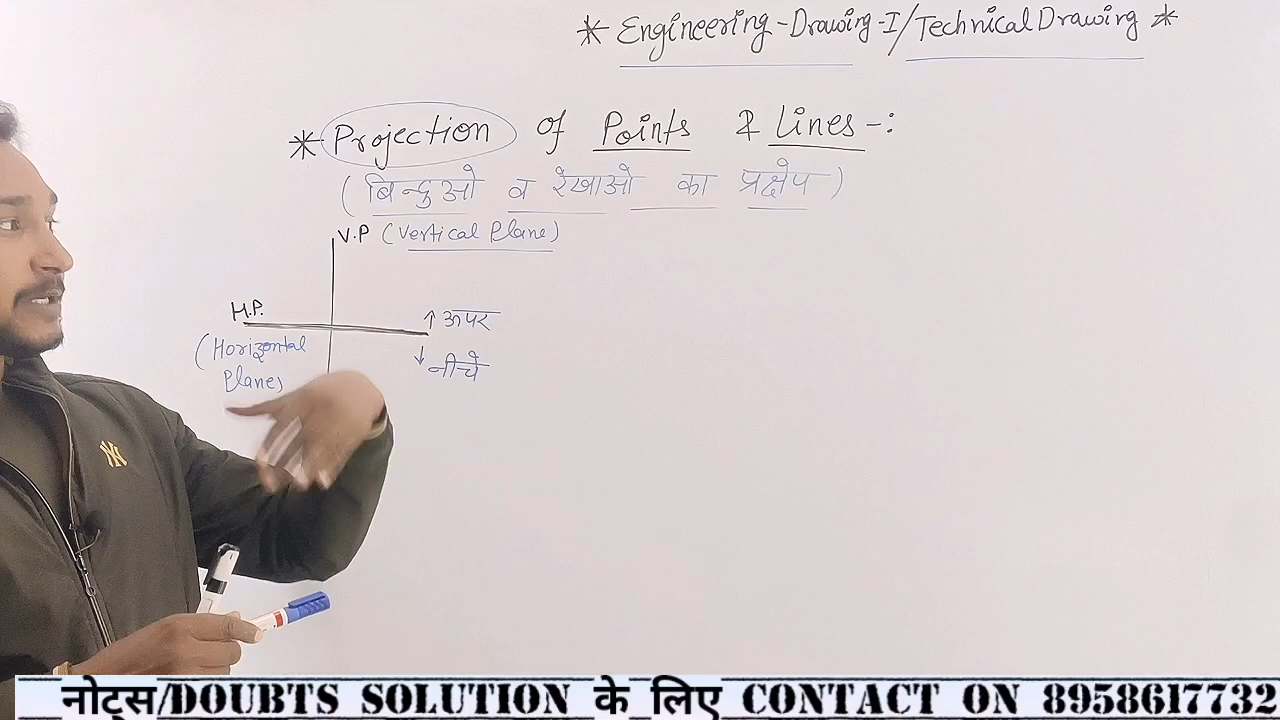 * Engineering-Drawing-I/Technical Drawing *
* Projection of Points & Lines -:
(बिन्दुओ व रेखाओ का प्रक्षेप)
V.P (Vertical Plane)
H.P.
↑ ऊपर
(Horizontal
↓ नीचे
Plane)
NY
नोट्स/DOUBTS SOLUTION के लिए CONTACT ON 8958617732